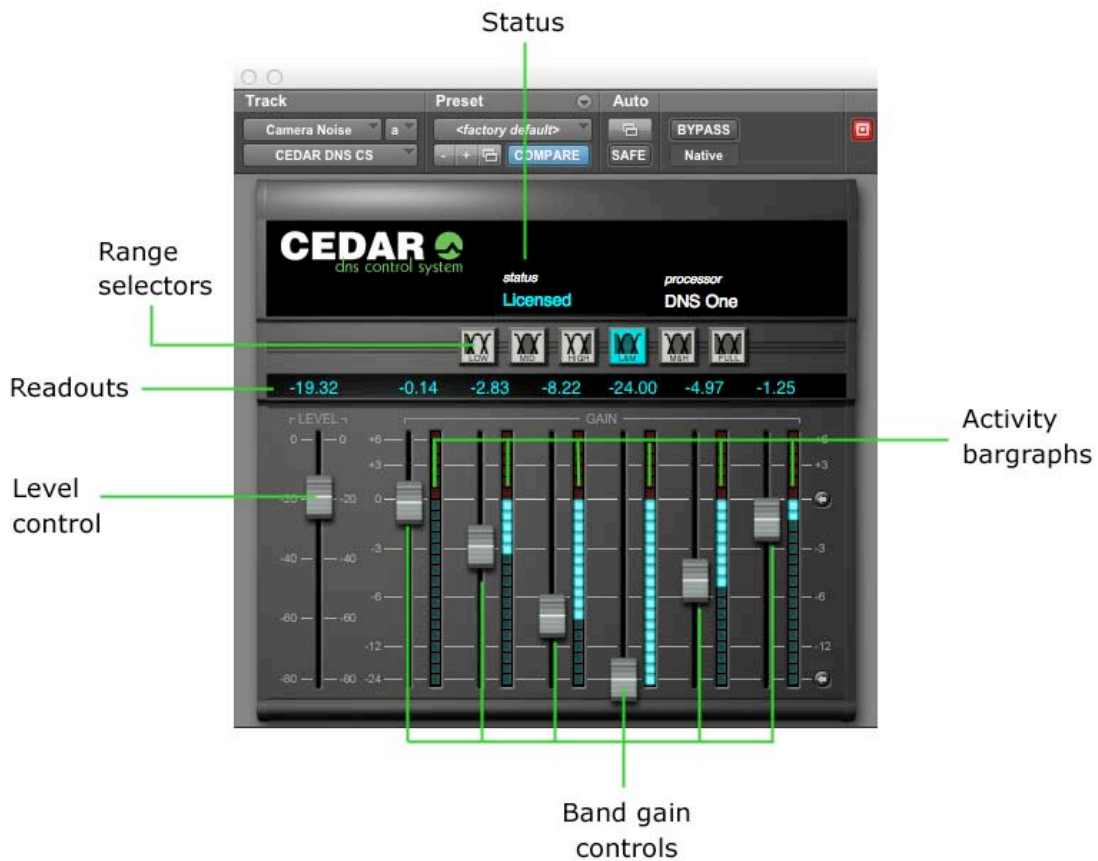 Status
Track Preset Auto
Camera Noise a <factory default> BYPASS
CEDAR DNS CS - + COMPARE SAFE Native
CEDAR
dns control system
Range
selectors
status processor
Licensed DNS One
LOW MID HIGH L&M M&H FULL
Readouts
-19.32 -0.14 -2.83 -8.22 -24.00 -4.97 -1.25
LEVEL GAIN
0 0 +6 +6
Activity
bargraphs
+3 +3
Level
control
-20 -20 0 0
-3 -3
-40 -40
-6 -6
-60 -60
-12 -12
-80 -80 -24 -24
Band gain
controls